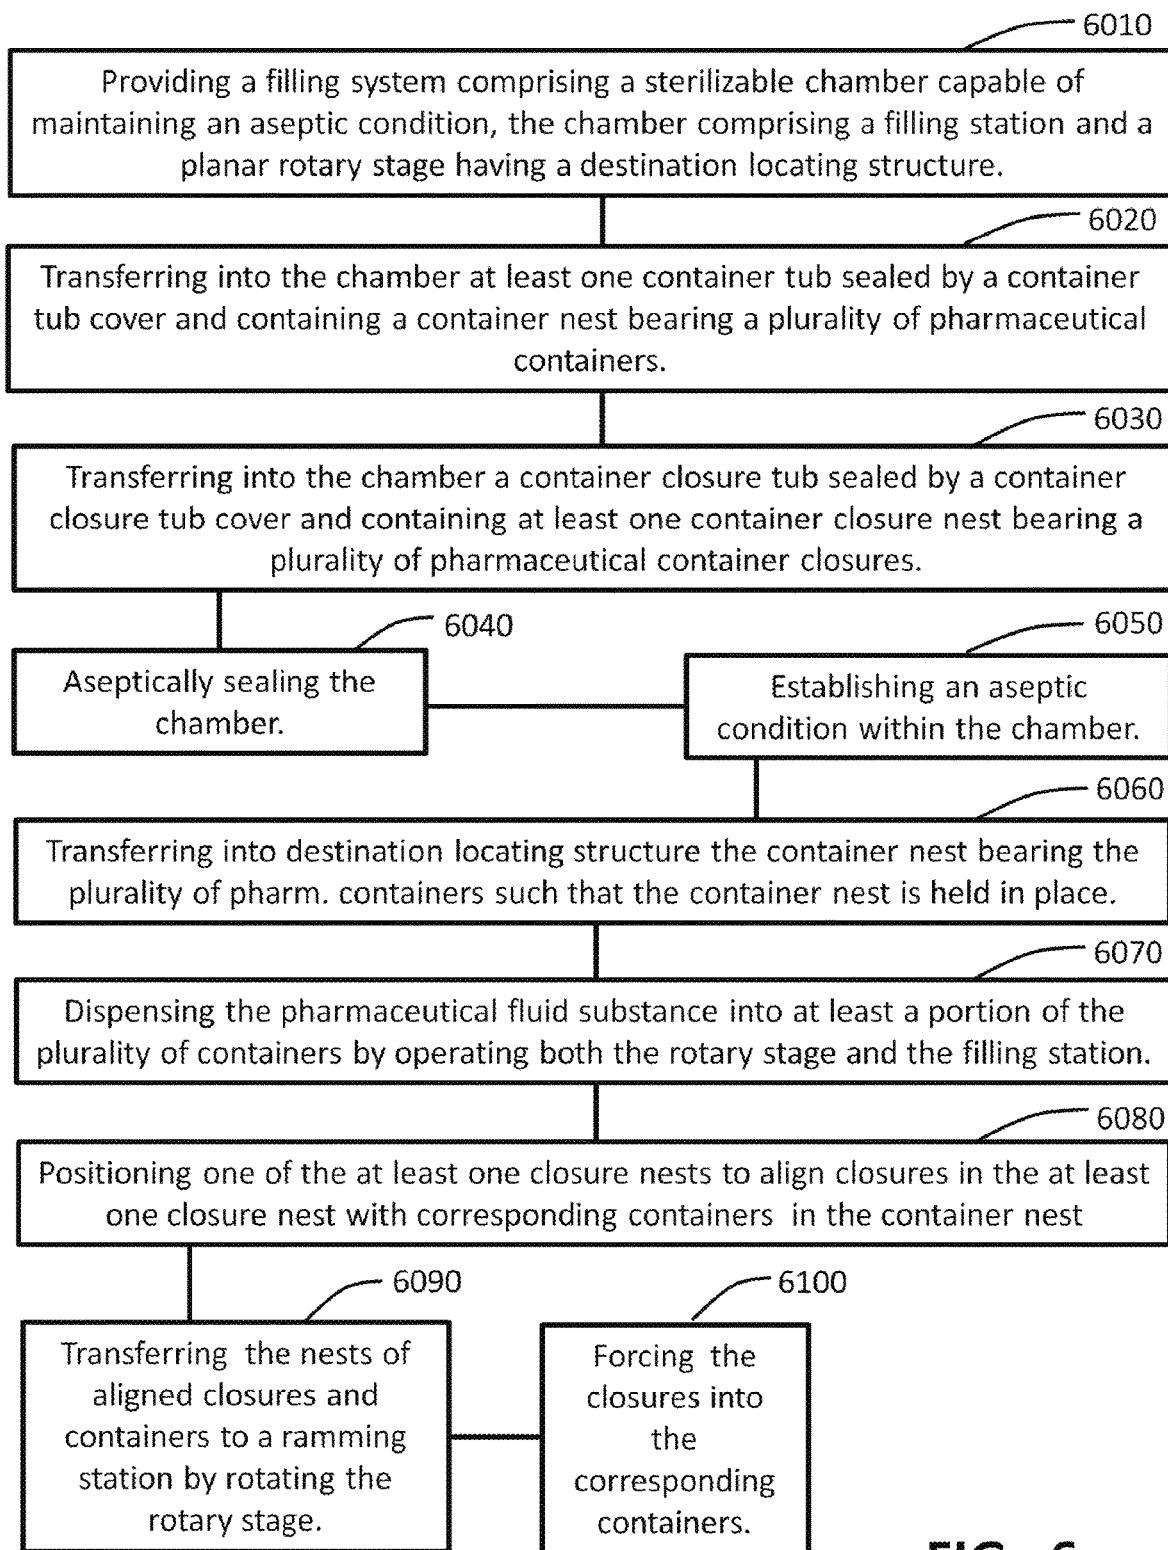 6010
Providing a filling system comprising a sterilizable chamber capable of
maintaining an aseptic condition, the chamber comprising a filling station and a
planar rotary stage having a destination locating structure.
6020
Transferring into the chamber at least one container tub sealed by a container
tub cover and containing a container nest bearing a plurality of pharmaceutical
containers.
6030
Transferring into the chamber a container closure tub sealed by a container
closure tub cover and containing at least one container closure nest bearing a
plurality of pharmaceutical container closures.
6040
Aseptically sealing the
chamber.
6050
Establishing an aseptic
condition within the chamber.
6060
Transferring into destination locating structure the container nest bearing the
plurality of pharm. containers such that the container nest is held in place.
6070
Dispensing the pharmaceutical fluid substance into at least a portion of the
plurality of containers by operating both the rotary stage and the filling station.
6080
Positioning one of the at least one closure nests to align closures in the at least
one closure nest with corresponding containers in the container nest
6090
Transferring the nests of
aligned closures and
containers to a ramming
station by rotating the
rotary stage.
6100
Forcing the
closures into
the
corresponding
containers.
FIG. 6